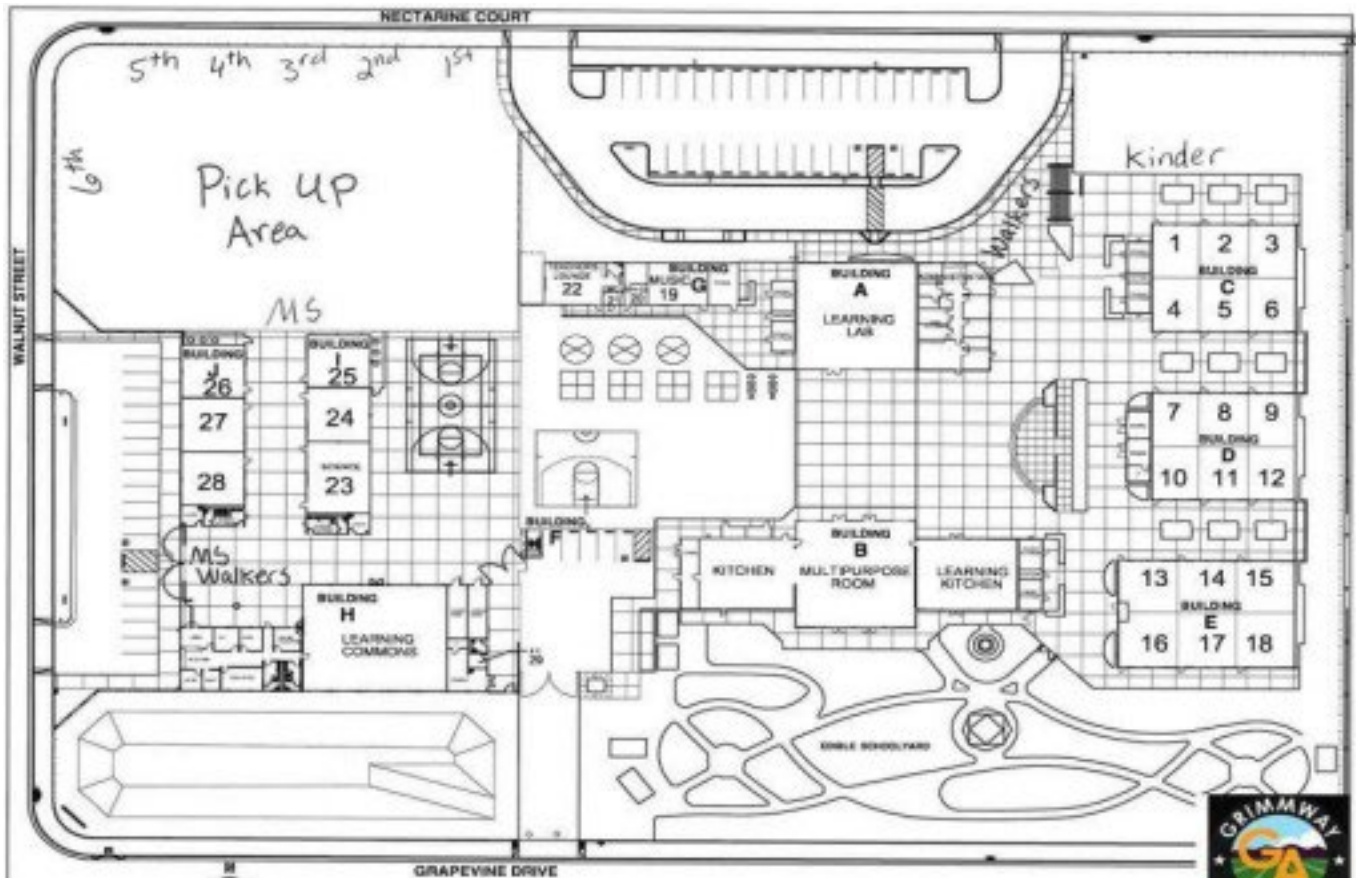 NECTARINE COURT
5th 4th 3rd 2nd 1st
6th
Pick UP
Area
MS
WALNUT STREET
Kinder
Walkers
TEACHER'S
LOUNGE
22
BUILDING
MUSIC G
19
BUILDING
A
LEARNING
LAB
1 2 3
BUILDING
C
4 5 6
BUILDING
J
26
27
28
BUILDING
I
25
24
SCIENCE
23
7 8 9
BUILDING
D
10 11 12
MS
Walkers
BUILDING
F
KITCHEN
BUILDING
B
MULTIPURPOSE
ROOM
LEARNING
KITCHEN
13 14 15
BUILDING
E
16 17 18
BUILDING
H
LEARNING
COMMONS
29
EDIBLE SCHOOLYARD
GRAPEVINE DRIVE
GRIMMWAY
GA